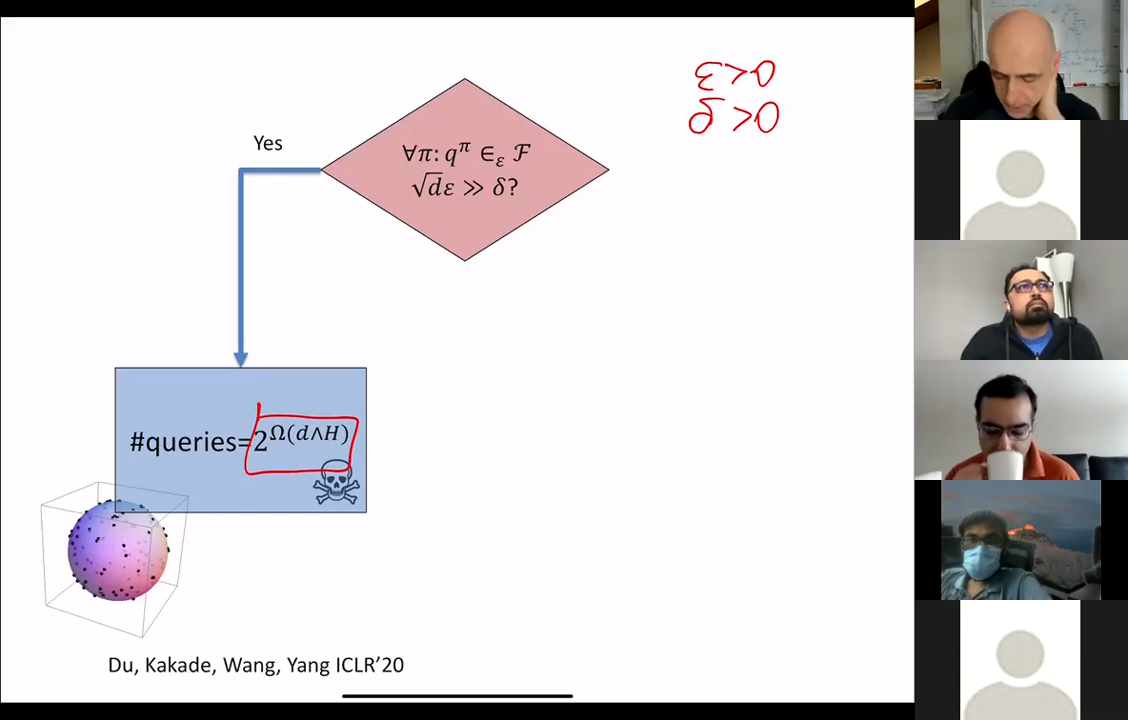 ε>0
δ>0
Yes
∀π: q^π ∈_ε ℱ
√dε ≫ δ?
#queries=2^Ω(d∧H)
Du, Kakade, Wang, Yang ICLR'20